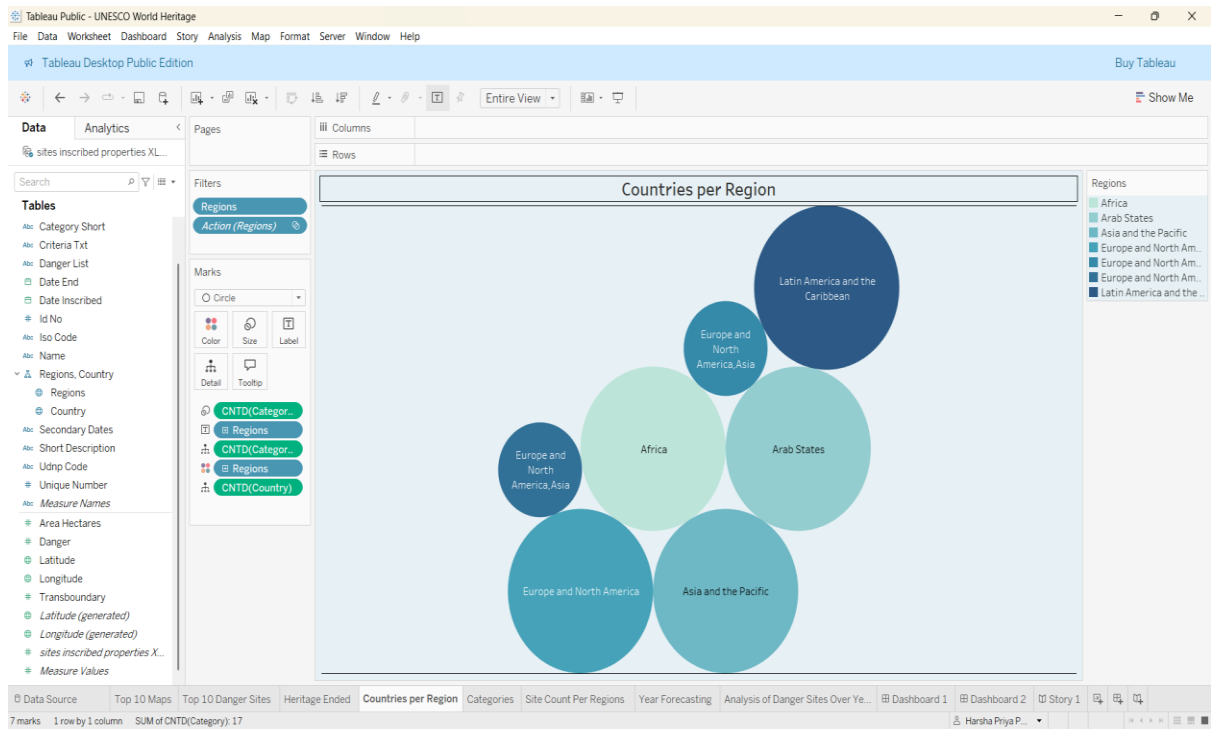 Tableau Public - UNESCO World Heritage
File Data Worksheet Dashboard Story Analysis Map Format Server Window Help
Tableau Desktop Public Edition
Buy Tableau
Entire View
Show Me
Data
Analytics
sites inscribed properties XL...
Search
Tables
Abc Category Short
Abc Criteria Txt
Abc Danger List
Date End
Date Inscribed
# Id No
Abc Iso Code
Abc Name
Regions, Country
Regions
Country
Abc Secondary Dates
Abc Short Description
Abc Udnp Code
# Unique Number
Abc Measure Names
# Area Hectares
# Danger
Latitude
Longitude
# Transboundary
Latitude (generated)
Longitude (generated)
# sites inscribed properties X...
# Measure Values
Pages
Filters
Regions
Action (Regions)
Marks
Circle
Color
Size
Label
Detail
Tooltip
CNTD(Categor...
Regions
CNTD(Categor...
Regions
CNTD(Country)
Columns
Rows
Countries per Region
Latin America and the
Caribbean
Europe and
North
America,Asia
Africa
Arab States
Europe and
North
America,Asia
Europe and North America
Asia and the Pacific
Regions
Africa
Arab States
Asia and the Pacific
Europe and North Am...
Europe and North Am...
Europe and North Am...
Latin America and the ...
Data Source
Top 10 Maps
Top 10 Danger Sites
Heritage Ended
Countries per Region
Categories
Site Count Per Regions
Year Forecasting
Analysis of Danger Sites Over Ye...
Dashboard 1
Dashboard 2
Story 1
7 marks 1 row by 1 column SUM of CNTD(Category): 17
Harsha Priya P...